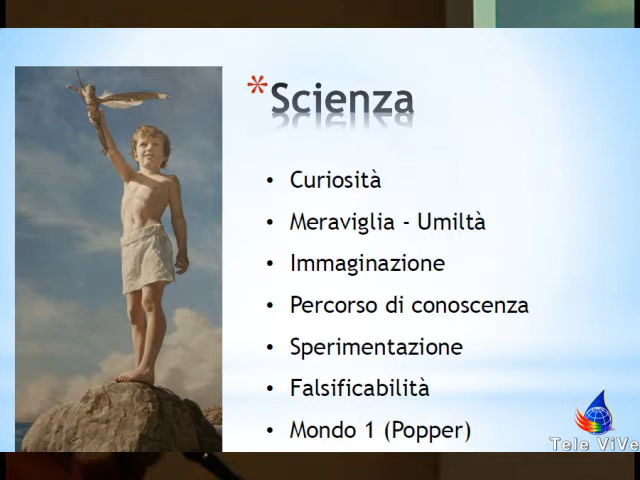 *Scienza
• Curiosità
• Meraviglia - Umiltà
• Immaginazione
• Percorso di conoscenza
• Sperimentazione
• Falsificabilità
• Mondo 1 (Popper)
Tele ViVe